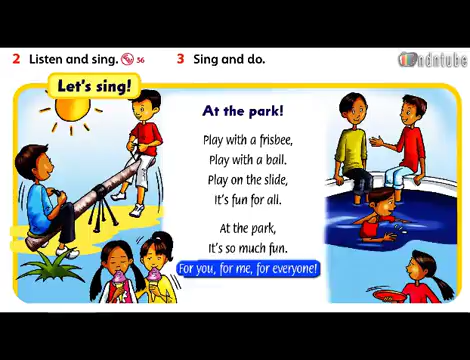 2 Listen and sing. 56 3 Sing and do.
Let's sing!
At the park!
Play with a frisbee,
Play with a ball.
Play on the slide,
It's fun for all.
At the park,
It's so much fun.
For you, for me, for everyone!